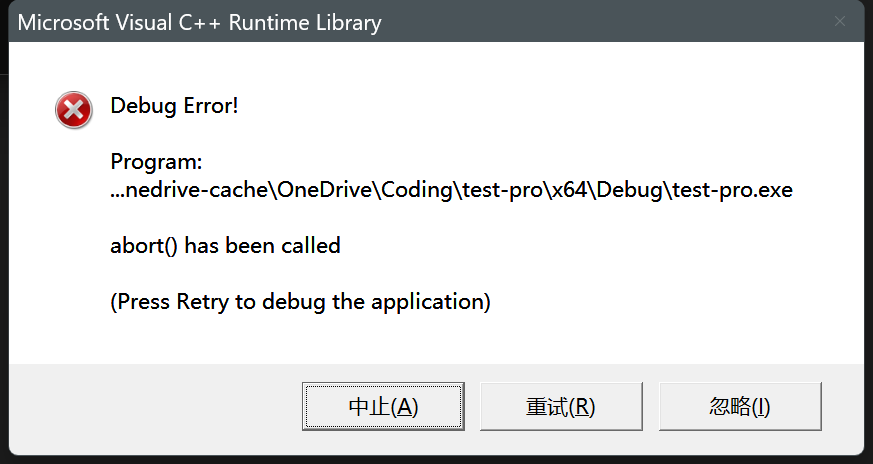 Microsoft Visual C++ Runtime Library
Debug Error!
Program:
...nedrive-cache\OneDrive\Coding\test-pro\x64\Debug\test-pro.exe
abort() has been called
(Press Retry to debug the application)
中止(A)
重试(R)
忽略(I)